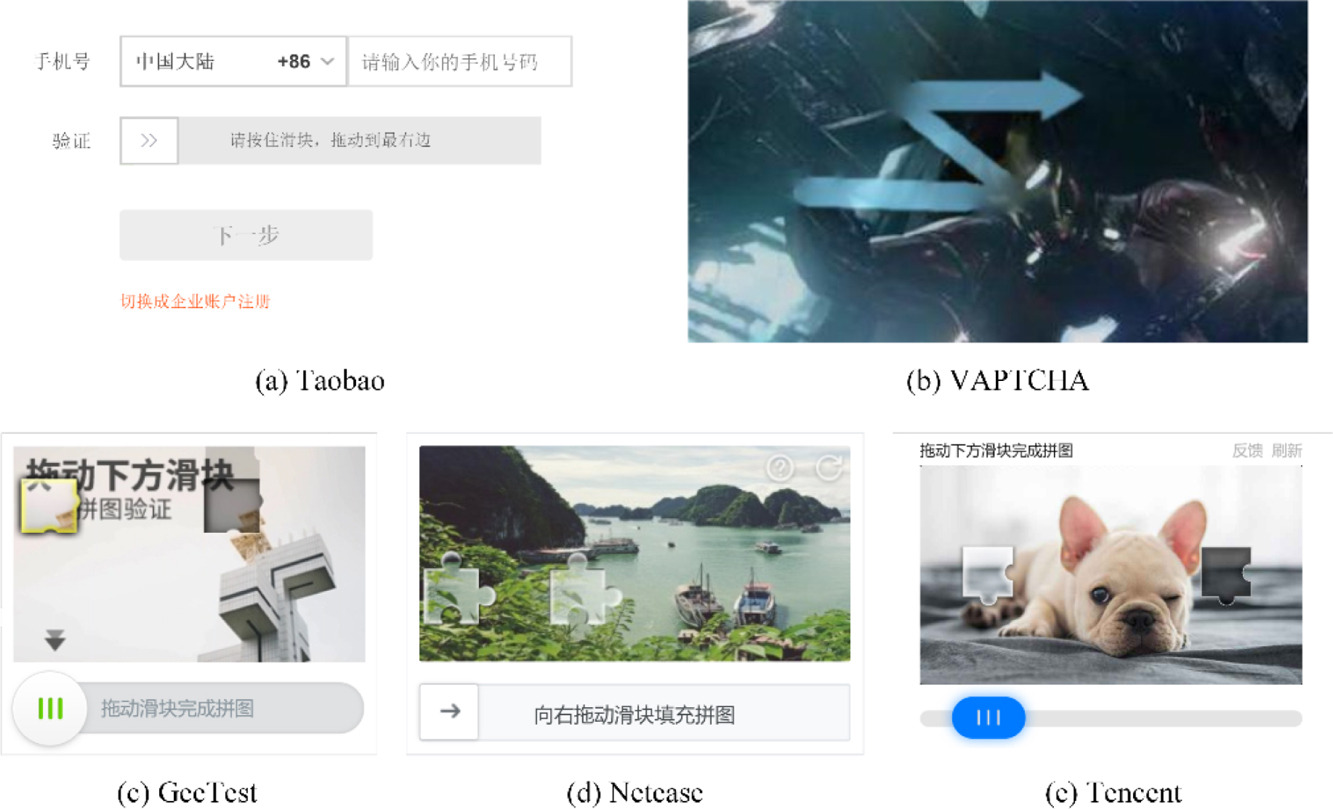 手机号 中国大陆 +86 请输入你的手机号码
验证 >> 请按住滑块，拖动到最右边
下一步
切换成企业账户注册
(a) Taobao
(b) VAPTCHA
拖动下方滑块
拼图验证
拖动滑块完成拼图
(c) GeeTest
向右拖动滑块填充拼图
(d) Netease
拖动下方滑块完成拼图 反馈 刷新
(e) Tencent